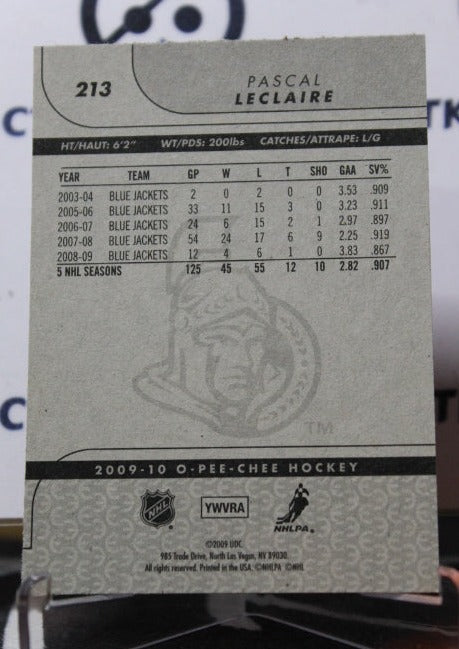 213
PASCAL
LECLAIRE
HT/HAUT: 6'2" WT/PDS: 200lbs CATCHES/ATTRAPE: L/G
YEAR TEAM GP W L T SHO GAA SV%
2003-04 BLUE JACKETS 2 0 2 0 0 3.53 .909
2005-06 BLUE JACKETS 33 11 15 3 0 3.23 .911
2006-07 BLUE JACKETS 24 6 15 2 1 2.97 .897
2007-08 BLUE JACKETS 54 24 17 6 9 2.25 .919
2008-09 BLUE JACKETS 12 4 6 1 0 3.83 .867
5 NHL SEASONS 125 45 55 12 10 2.82 .907
TM
2009-10 O-PEE-CHEE HOCKEY
NHL YWVRA NHLPA®
©2009 UDC.
985 Trade Drive, North Las Vegas, NV 89030.
All rights reserved. Printed in the USA. ©NHLPA ©NHL